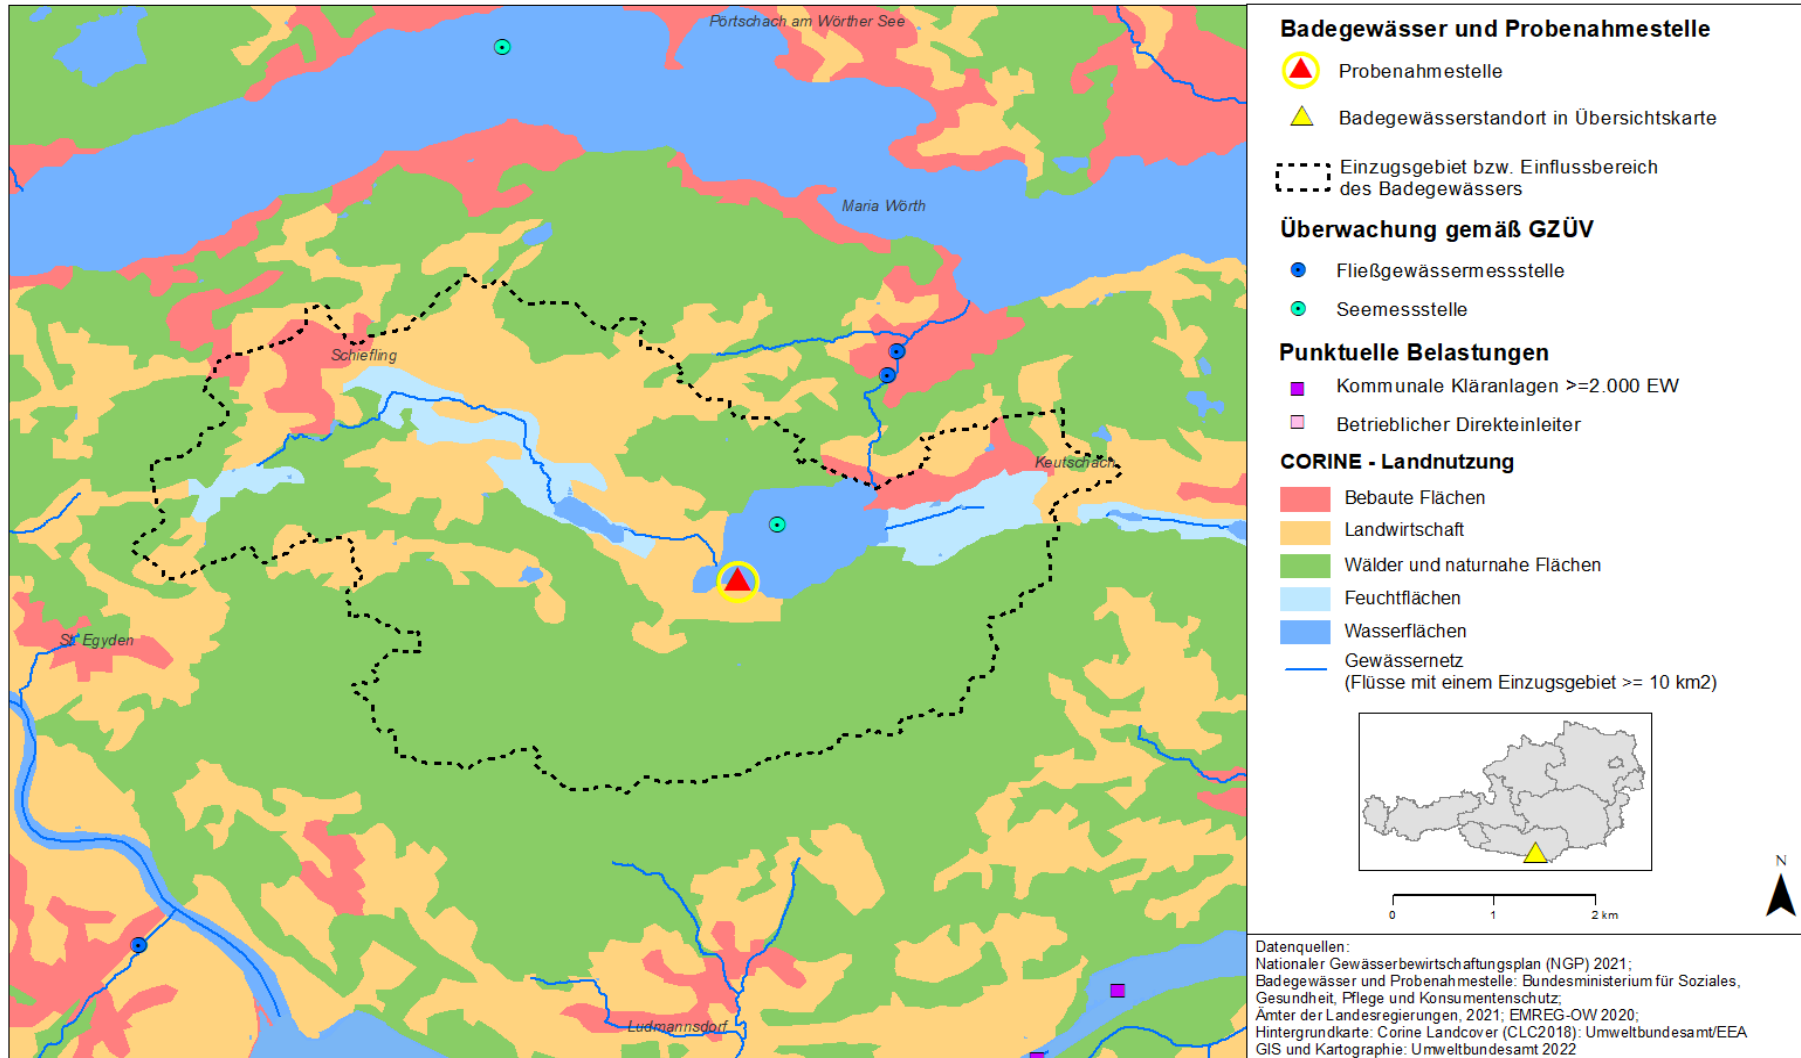 Pörtschach am Wörther See
Maria Wörth
Schiefling
Keutschach
St. Egyden
Ludmannsdorf
Badegewässer und Probenahmestelle
Probenahmestelle
Badegewässerstandort in Übersichtskarte
Einzugsgebiet bzw. Einflussbereich
des Badegewässers
Überwachung gemäß GZÜV
Fließgewässermessstelle
Seemessstelle
Punktuelle Belastungen
Kommunale Kläranlagen >=2.000 EW
Betrieblicher Direkteinleiter
CORINE - Landnutzung
Bebaute Flächen
Landwirtschaft
Wälder und naturnahe Flächen
Feuchtflächen
Wasserflächen
Gewässernetz
(Flüsse mit einem Einzugsgebiet >= 10 km2)
N
0 1 2 km
Datenquellen:
Nationaler Gewässerbewirtschaftungsplan (NGP) 2021;
Badegewässer und Probenahmestelle: Bundesministerium für Soziales,
Gesundheit, Pflege und Konsumentenschutz;
Ämter der Landesregierungen, 2021; EMREG-OW 2020;
Hintergrundkarte: Corine Landcover (CLC2018): Umweltbundesamt/EEA
GIS und Kartographie: Umweltbundesamt 2022